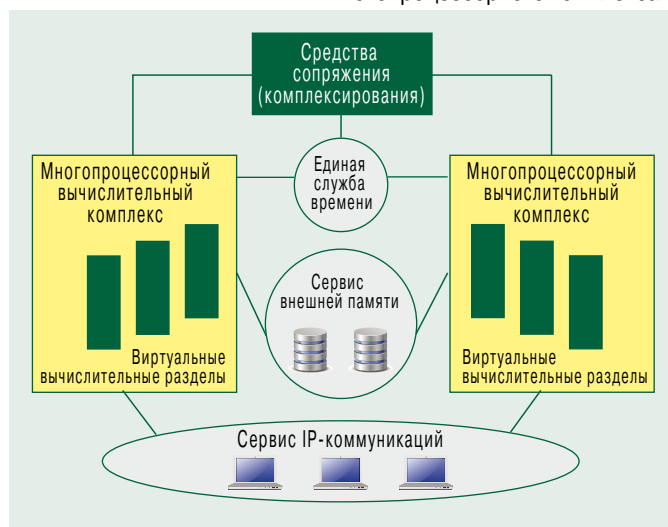 Средства
сопряжения
(комплексирования)
Многопроцессорный
вычислительный
комплекс
Единая
служба
времени
Многопроцессорный
вычислительный
комплекс
Сервис
внешней памяти
Виртуальные
вычислительные разделы
Виртуальные
вычислительные разделы
Сервис IP-коммуникаций